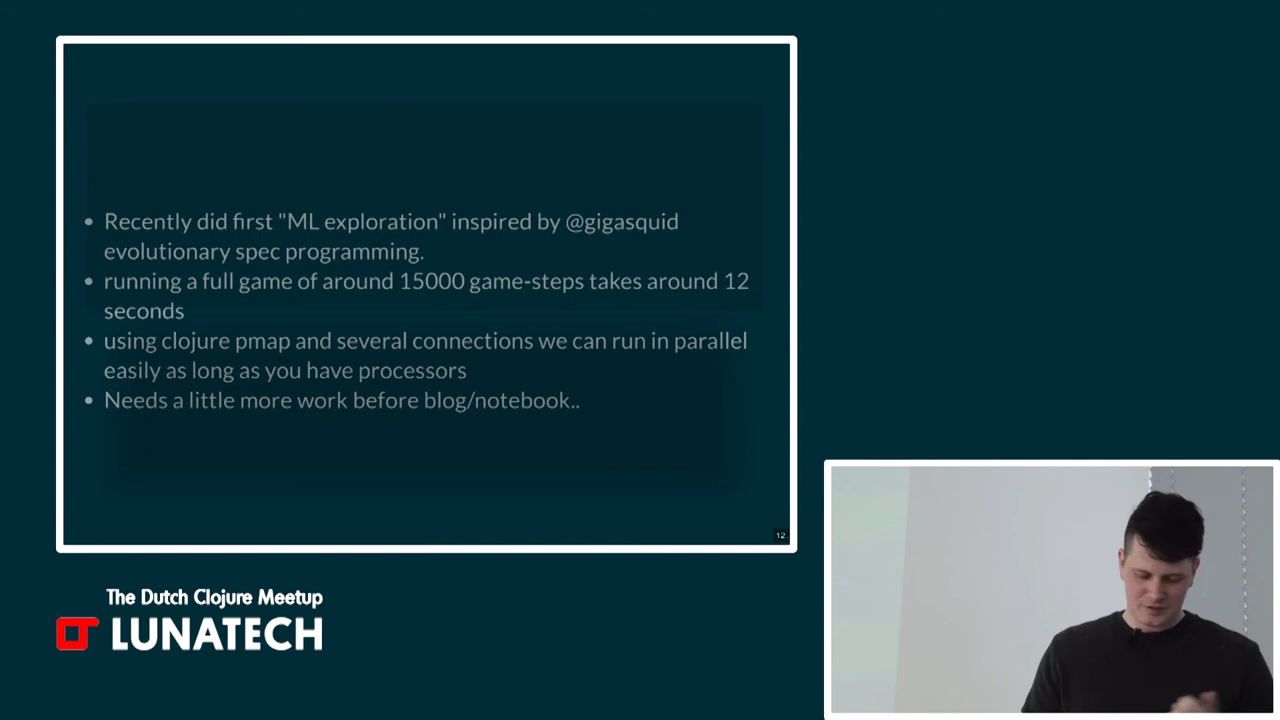 • Recently did first "ML exploration" inspired by @gigasquid
evolutionary spec programming.
• running a full game of around 15000 game-steps takes around 12
seconds
• using clojure pmap and several connections we can run in parallel
easily as long as you have processors
• Needs a little more work before blog/notebook..
12
The Dutch Clojure Meetup
LUNATECH